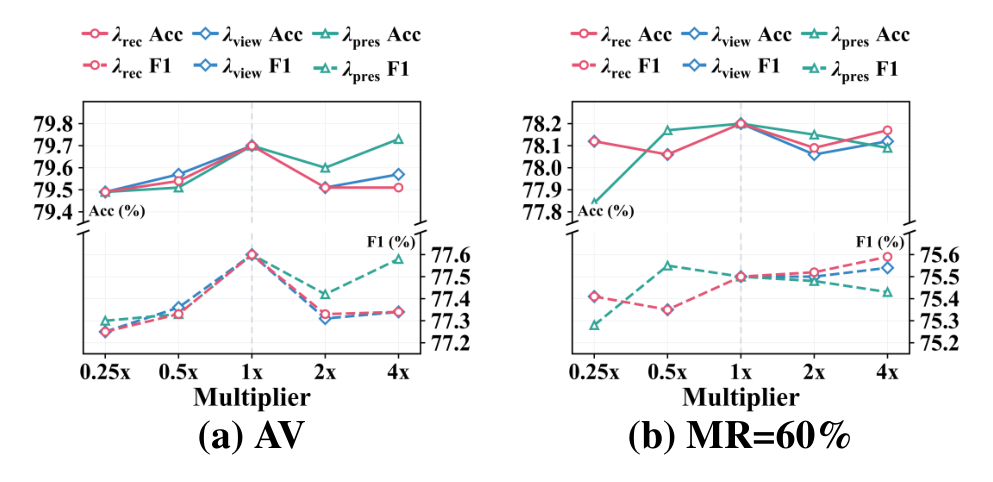 λrec Acc λview Acc λpres Acc
λrec F1 λview F1 λpres F1
79.8
79.7
79.6
79.5
79.4
Acc (%)
F1 (%)
77.6
77.5
77.4
77.3
77.2
0.25x 0.5x 1x 2x 4x
Multiplier
(a) AV
λrec Acc λview Acc λpres Acc
λrec F1 λview F1 λpres F1
78.2
78.1
78.0
77.9
77.8
Acc (%)
F1 (%)
75.6
75.5
75.4
75.3
75.2
0.25x 0.5x 1x 2x 4x
Multiplier
(b) MR=60%